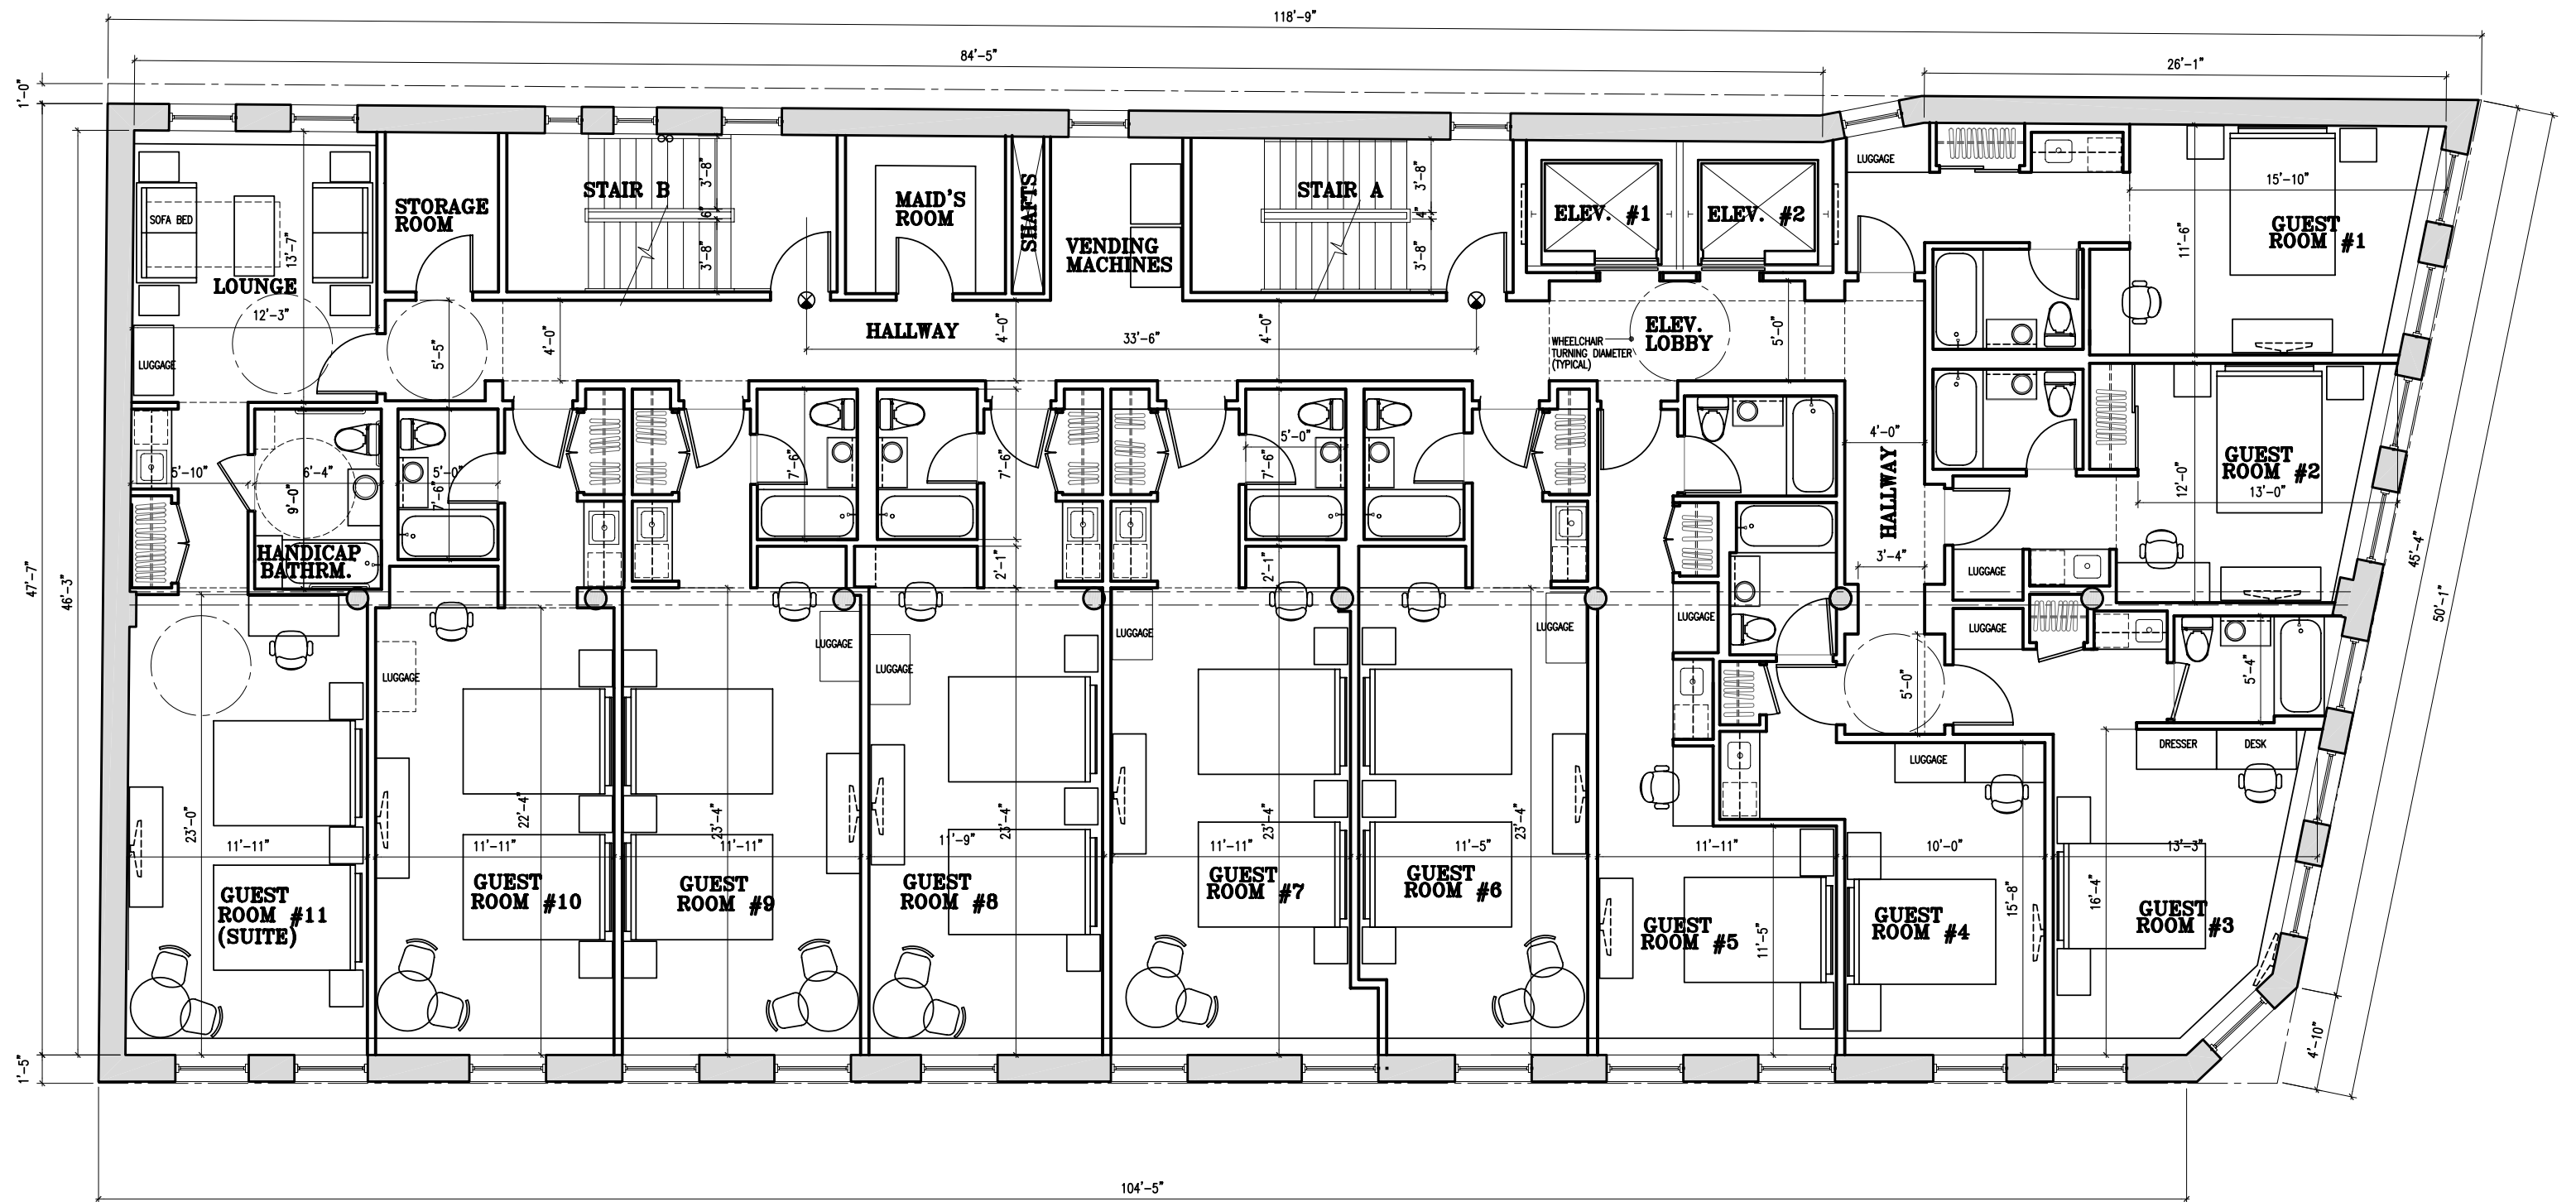 118'-9"
84'-5"
26'-1"
1'-0"
47'-7"
46'-3"
1'-5"
SOFA BED
13'-7"
LOUNGE
12'-3"
LUGGAGE
STORAGE
ROOM
5'-5"
STAIR B
3'-8"
6"
3'-8"
MAID'S
ROOM
SHAFTS
VENDING
MACHINES
STAIR A
3'-8"
4"
3'-8"
ELEV. #1
ELEV. #2
LUGGAGE
15'-10"
GUEST
ROOM #1
11'-6"
4'-0"
HALLWAY
4'-0"
33'-6"
4'-0"
WHEELCHAIR
TURNING DIAMETER
(TYPICAL)
ELEV.
LOBBY
5'-0"
5'-10"
6'-4"
9'-0"
HANDICAP
BATHRM.
5'-0"
7'-6"
7'-6"
7'-6"
2'-1"
5'-0"
7'-6"
2'-1"
4'-0"
HALLWAY
3'-4"
GUEST
ROOM #2
12'-0"
13'-0"
LUGGAGE
LUGGAGE
45'-4"
50'-1"
4'-10"
LUGGAGE
LUGGAGE
LUGGAGE
LUGGAGE
LUGGAGE
LUGGAGE
5'-0"
5'-4"
LUGGAGE
DRESSER
DESK
23'-0"
22'-4"
23'-4"
23'-4"
23'-4"
23'-4"
11'-11"
11'-11"
11'-11"
11'-9"
11'-11"
11'-5"
11'-11"
10'-0"
13'-3"
GUEST
ROOM #11
(SUITE)
GUEST
ROOM #10
GUEST
ROOM #9
GUEST
ROOM #8
GUEST
ROOM #7
GUEST
ROOM #6
GUEST
ROOM #5
11'-5"
GUEST
ROOM #4
15'-8"
16'-4"
GUEST
ROOM #3
104'-5"